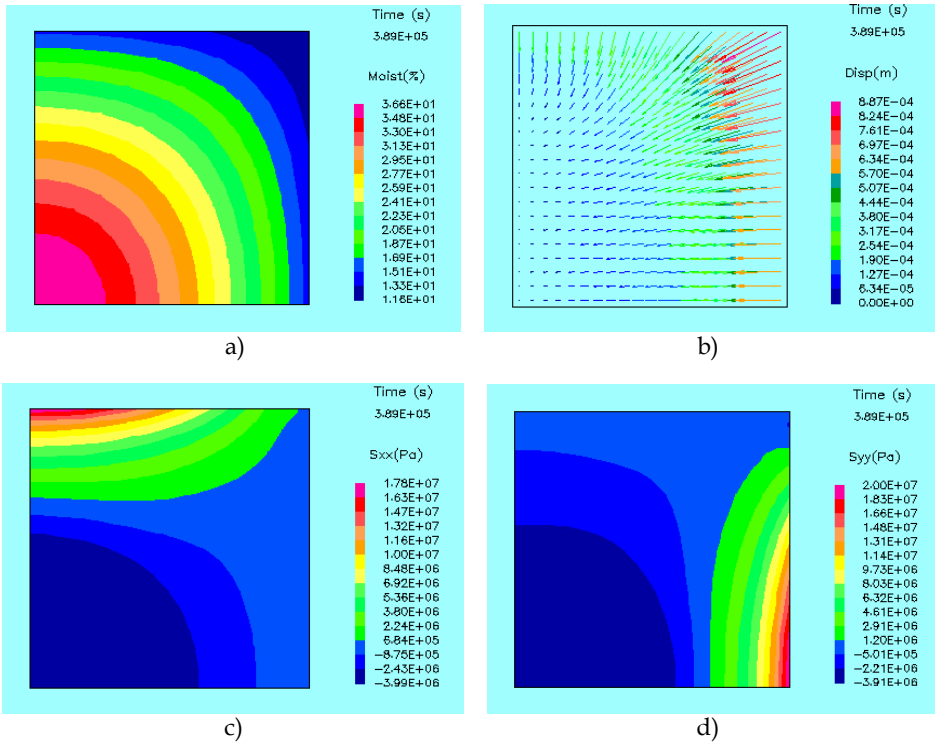 Time (s)
3.89E+05
Moist(%)
3.66E+01
3.48E+01
3.30E+01
3.13E+01
2.95E+01
2.77E+01
2.59E+01
2.41E+01
2.23E+01
2.05E+01
1.87E+01
1.69E+01
1.51E+01
1.33E+01
1.16E+01
a)
Time (s)
3.89E+05
Disp(m)
8.87E-04
8.24E-04
7.61E-04
6.97E-04
6.34E-04
5.70E-04
5.07E-04
4.44E-04
3.80E-04
3.17E-04
2.54E-04
1.90E-04
1.27E-04
6.34E-05
0.00E+00
b)
Time (s)
3.89E+05
Sxx(Pa)
1.78E+07
1.63E+07
1.47E+07
1.32E+07
1.16E+07
1.00E+07
8.48E+06
6.92E+06
5.36E+06
3.80E+06
2.24E+06
6.84E+05
-8.75E+05
-2.43E+06
-3.99E+06
c)
Time (s)
3.89E+05
Syy(Pa)
2.00E+07
1.83E+07
1.66E+07
1.48E+07
1.31E+07
1.14E+07
9.73E+06
8.03E+06
6.32E+06
4.61E+06
2.91E+06
1.20E+06
-5.01E+05
-2.21E+06
-3.91E+06
d)